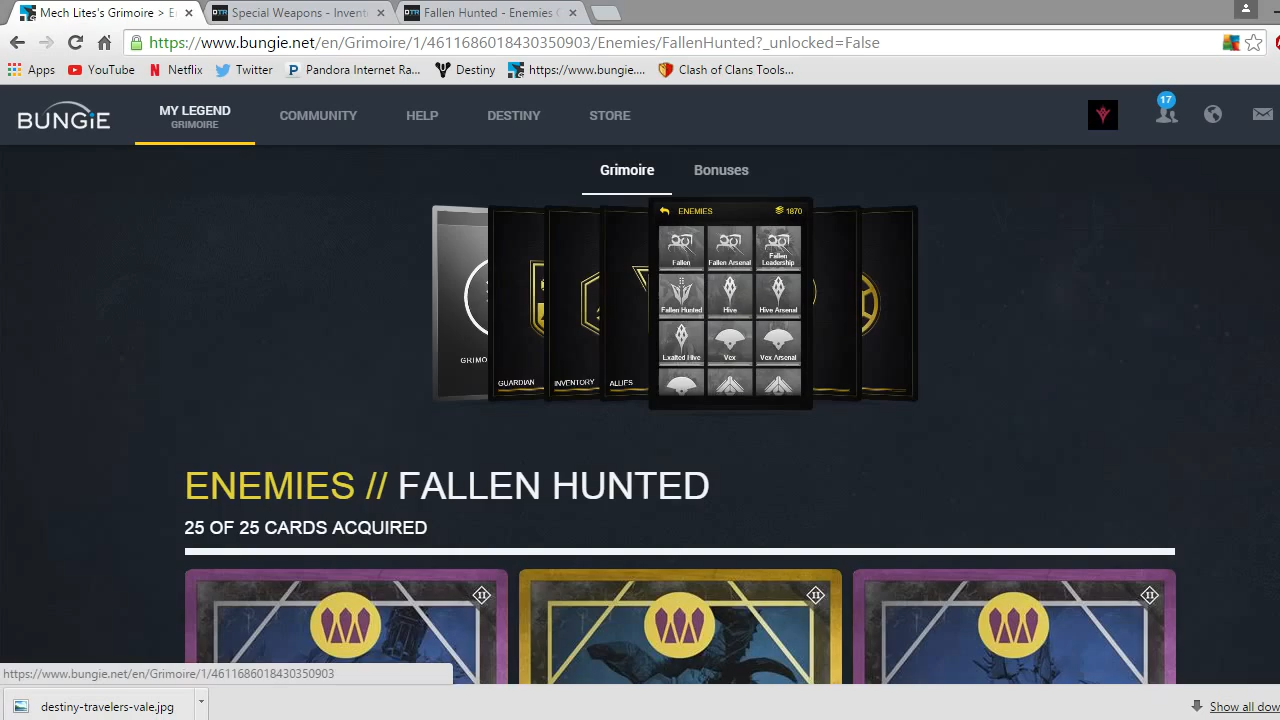 Mech Lites's Grimoire > E
Special Weapons - Invent
Fallen Hunted - Enemies C
https://www.bungie.net/en/Grimoire/1/4611686018430350903/Enemies/FallenHunted?_unlocked=False
Apps
YouTube
Netflix
Twitter
Pandora Internet Ra...
Destiny
https://www.bungie....
Clash of Clans Tools...
BUNGiE
MY LEGEND
GRIMOIRE
COMMUNITY
HELP
DESTINY
STORE
17
Grimoire
Bonuses
ENEMIES
1870
Fallen
Fallen Arsenal
Fallen Leadership
Fallen Hunted
Hive
Hive Arsenal
Exalted Hive
Vex
Vex Arsenal
GRIMO
GUARDIAN
INVENTORY
ALLIES
ENEMIES // FALLEN HUNTED
25 OF 25 CARDS ACQUIRED
https://www.bungie.net/en/Grimoire/1/4611686018430350903
destiny-travelers-vale.jpg
Show all dow